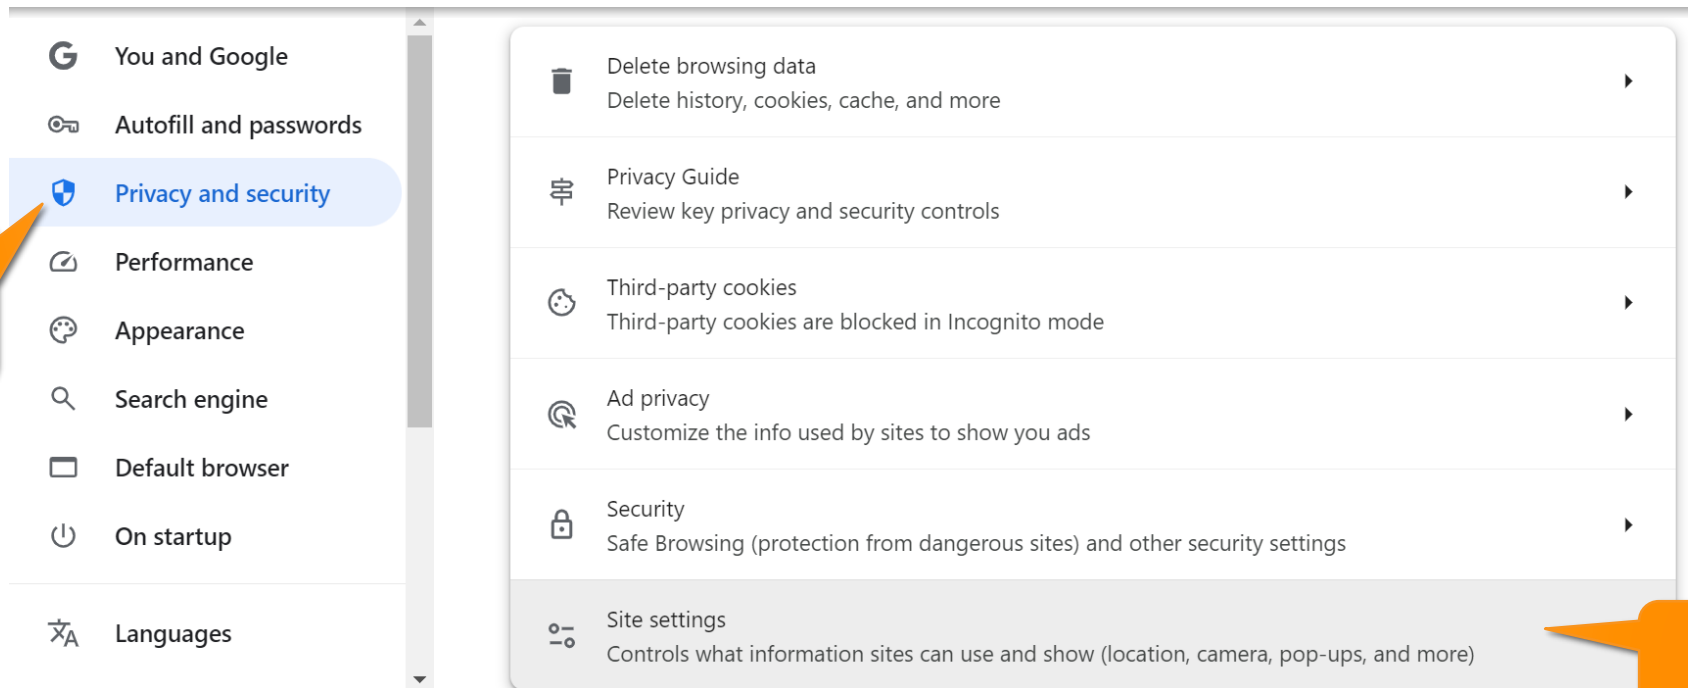 You and Google
Autofill and passwords
Privacy and security
Performance
Appearance
Search engine
Default browser
On startup
Languages
Delete browsing data
Delete history, cookies, cache, and more
Privacy Guide
Review key privacy and security controls
Third-party cookies
Third-party cookies are blocked in Incognito mode
Ad privacy
Customize the info used by sites to show you ads
Security
Safe Browsing (protection from dangerous sites) and other security settings
Site settings
Controls what information sites can use and show (location, camera, pop-ups, and more)